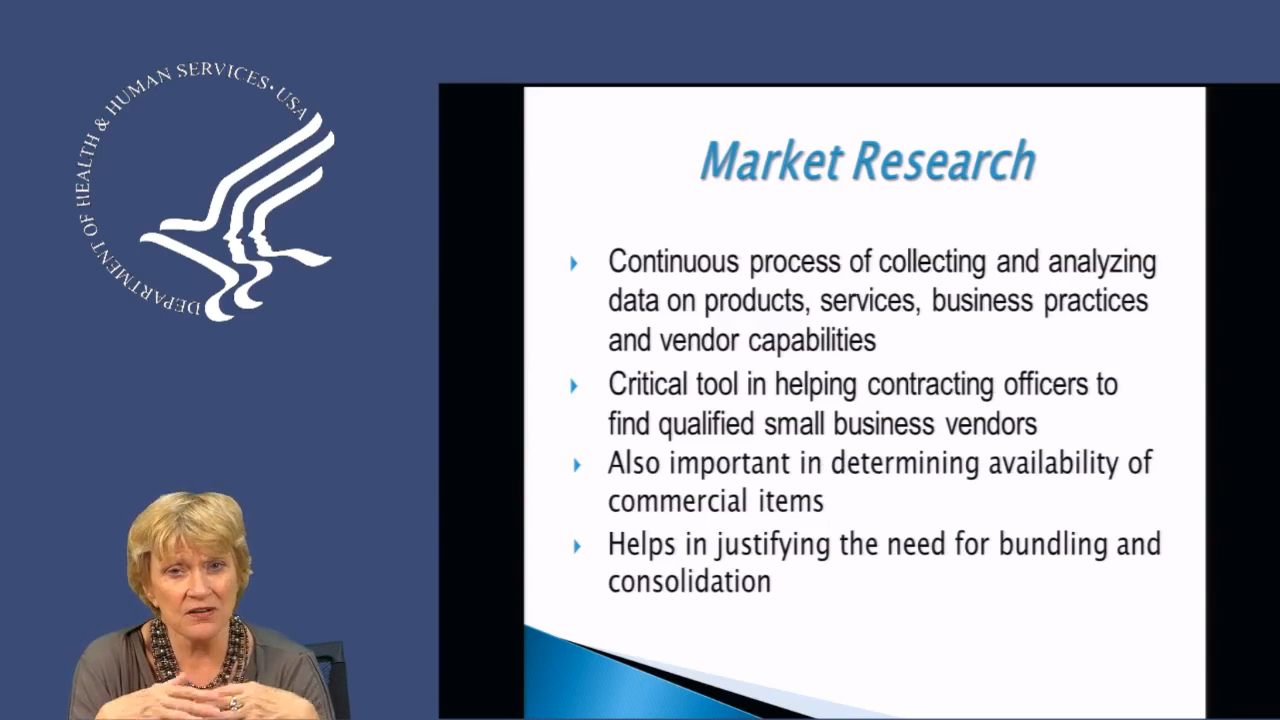 DEPARTMENT OF HEALTH & HUMAN SERVICES • USA
Market Research
Continuous process of collecting and analyzing
data on products, services, business practices
and vendor capabilities
Critical tool in helping contracting officers to
find qualified small business vendors
Also important in determining availability of
commercial items
Helps in justifying the need for bundling and
consolidation